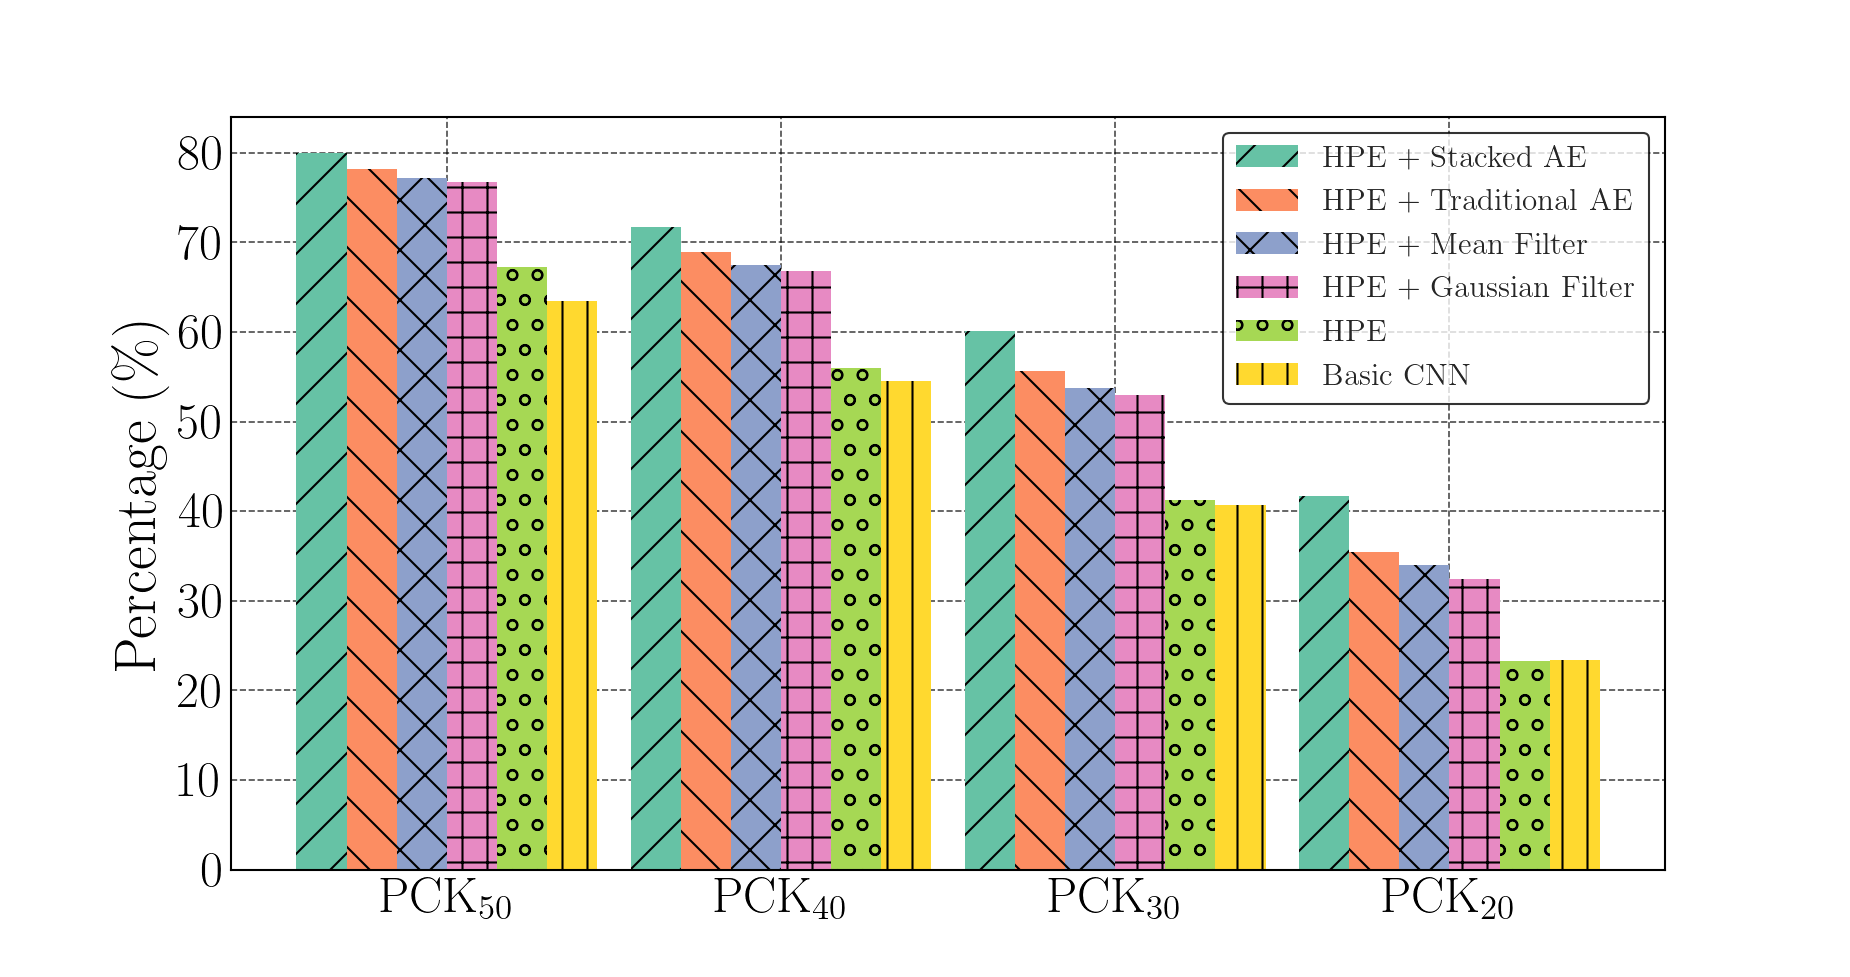 Percentage (%)
80
70
60
50
40
30
20
10
0
PCK50
PCK40
PCK30
PCK20
HPE + Stacked AE
HPE + Traditional AE
HPE + Mean Filter
HPE + Gaussian Filter
HPE
Basic CNN